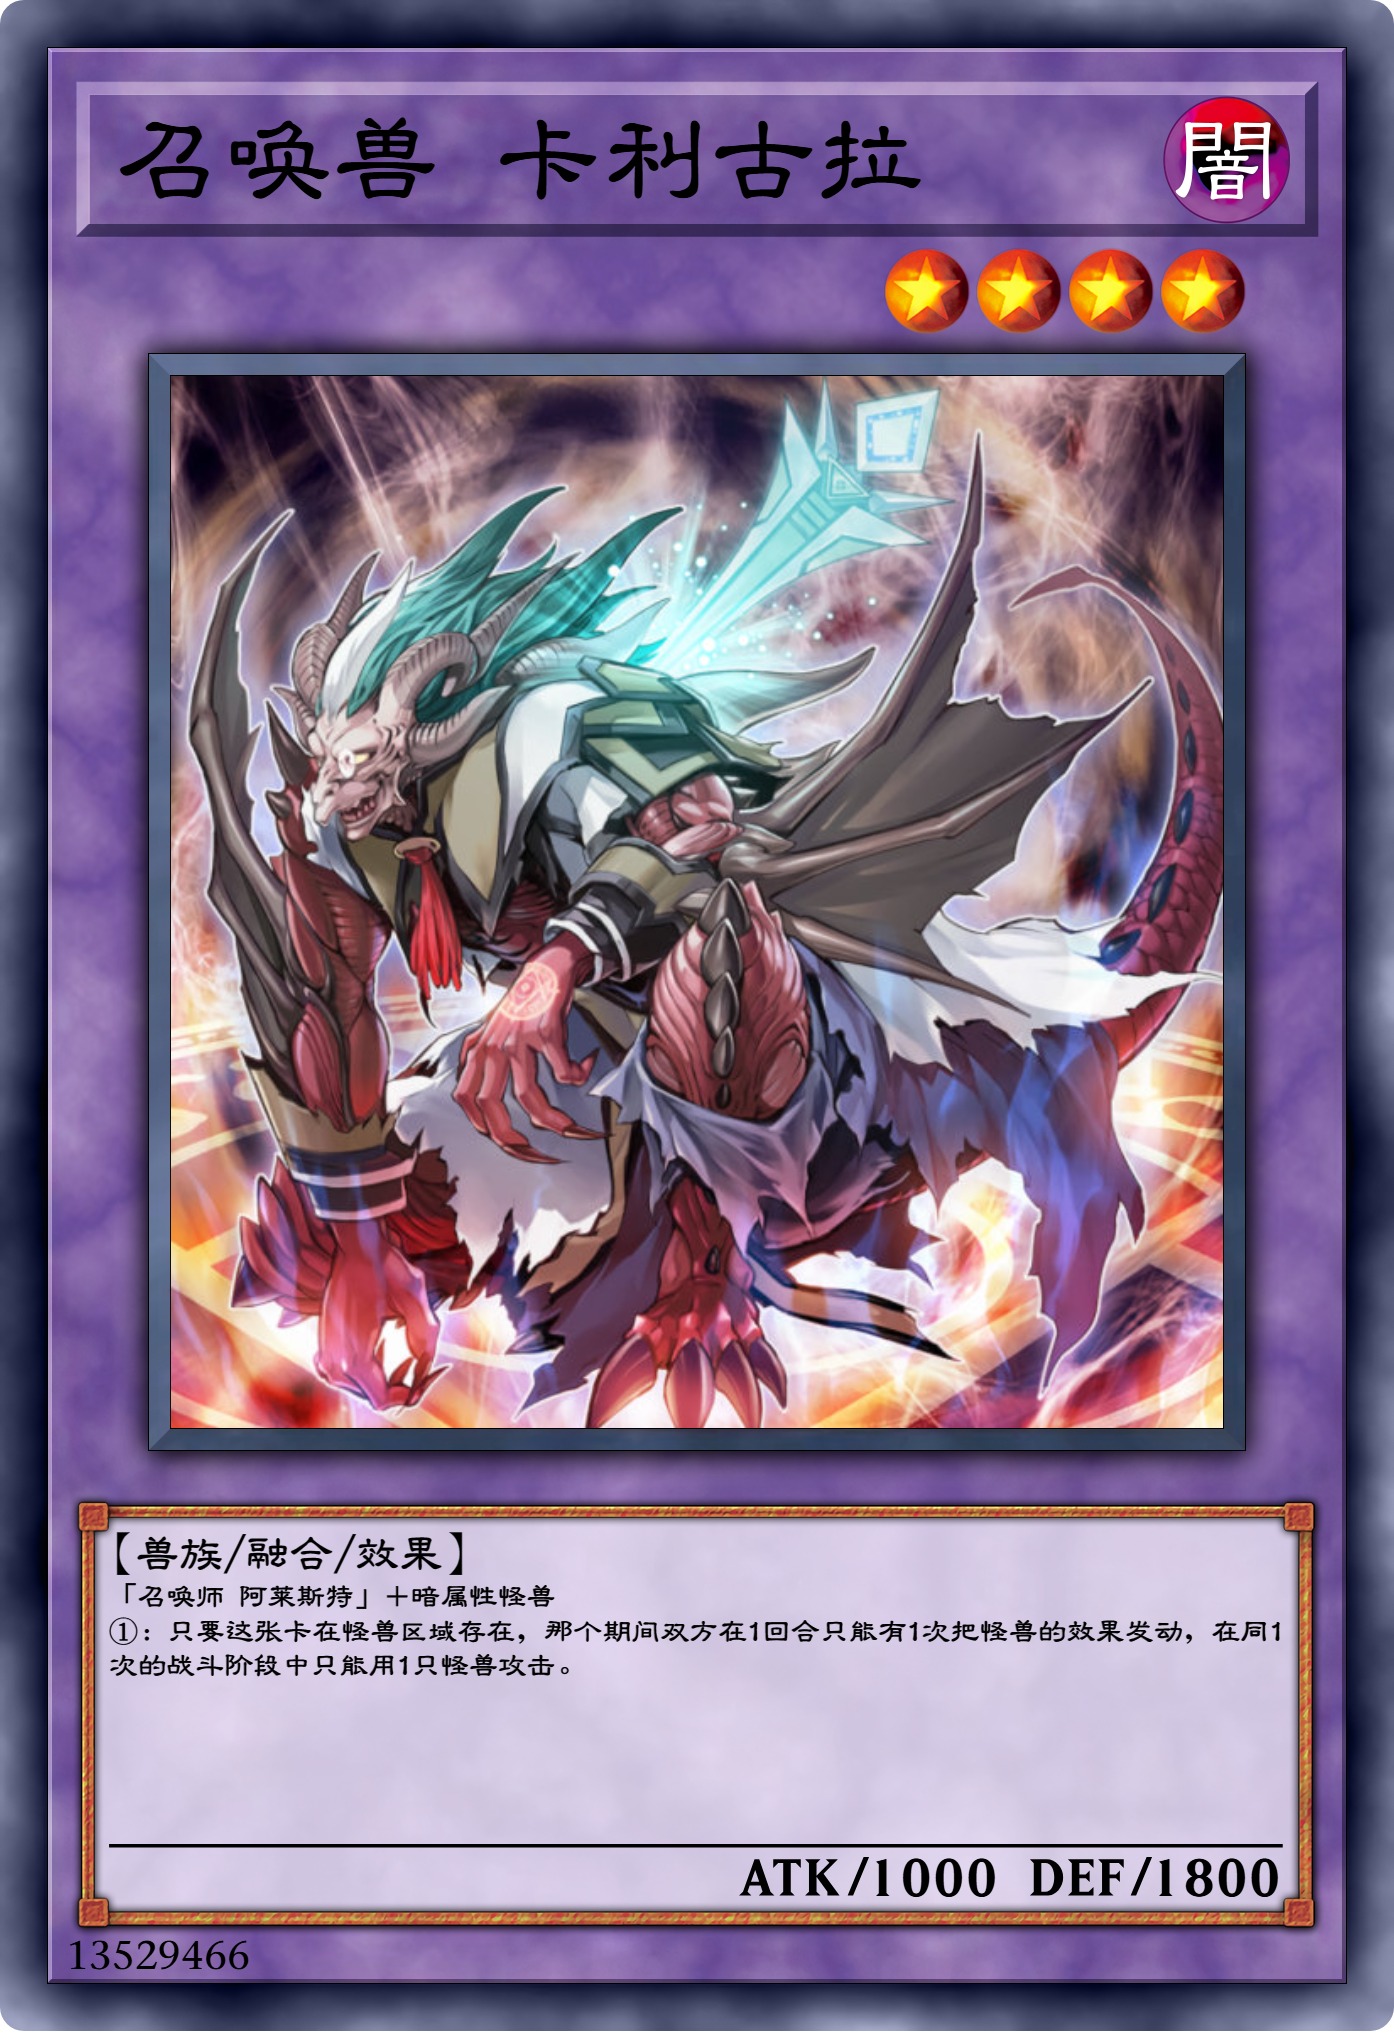 召唤兽 卡利古拉
闇
【兽族/融合/效果】
「召唤师 阿莱斯特」＋暗属性怪兽
①：只要这张卡在怪兽区域存在，那个期间双方在1回合只能有1次把怪兽的效果发动，在同1
次的战斗阶段中只能用1只怪兽攻击。
ATK/1000 DEF/1800
13529466